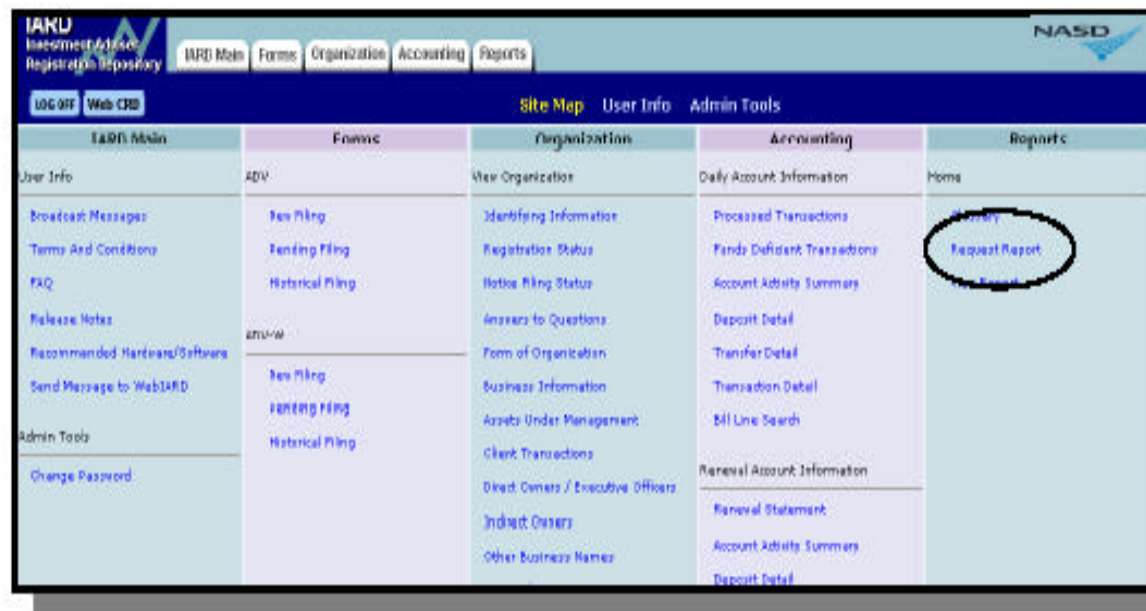 IARD
Investment Adviser
Registration Depository
IARD Main Forms Organization Accounting Reports
NASD
LOG OFF Web CRD
Site Map User Info Admin Tools
IARD Main
User Info
Broadcast Messages
Terms And Conditions
FAQ
Release Notes
Recommended Hardware/Software
Send Message to WebIARD
Admin Tools
Change Password
Forms
ADV
New Filing
Pending Filing
Historical Filing
ADV-W
New Filing
Pending Filing
Historical Filing
Organization
View Organization
Identifying Information
Registration Status
Notice Filing Status
Answers to Questions
Form of Organization
Business Information
Assets Under Management
Client Transactions
Direct Owners / Executive Officers
Indirect Owners
Other Business Names
Accounting
Daily Account Information
Processed Transactions
Funds Deficient Transactions
Account Activity Summary
Deposit Detail
Transfer Detail
Transaction Detail
Bill Line Search
Renewal Account Information
Renewal Statement
Account Activity Summary
Deposit Detail
Reports
Home
Glossary
Request Report
View Report